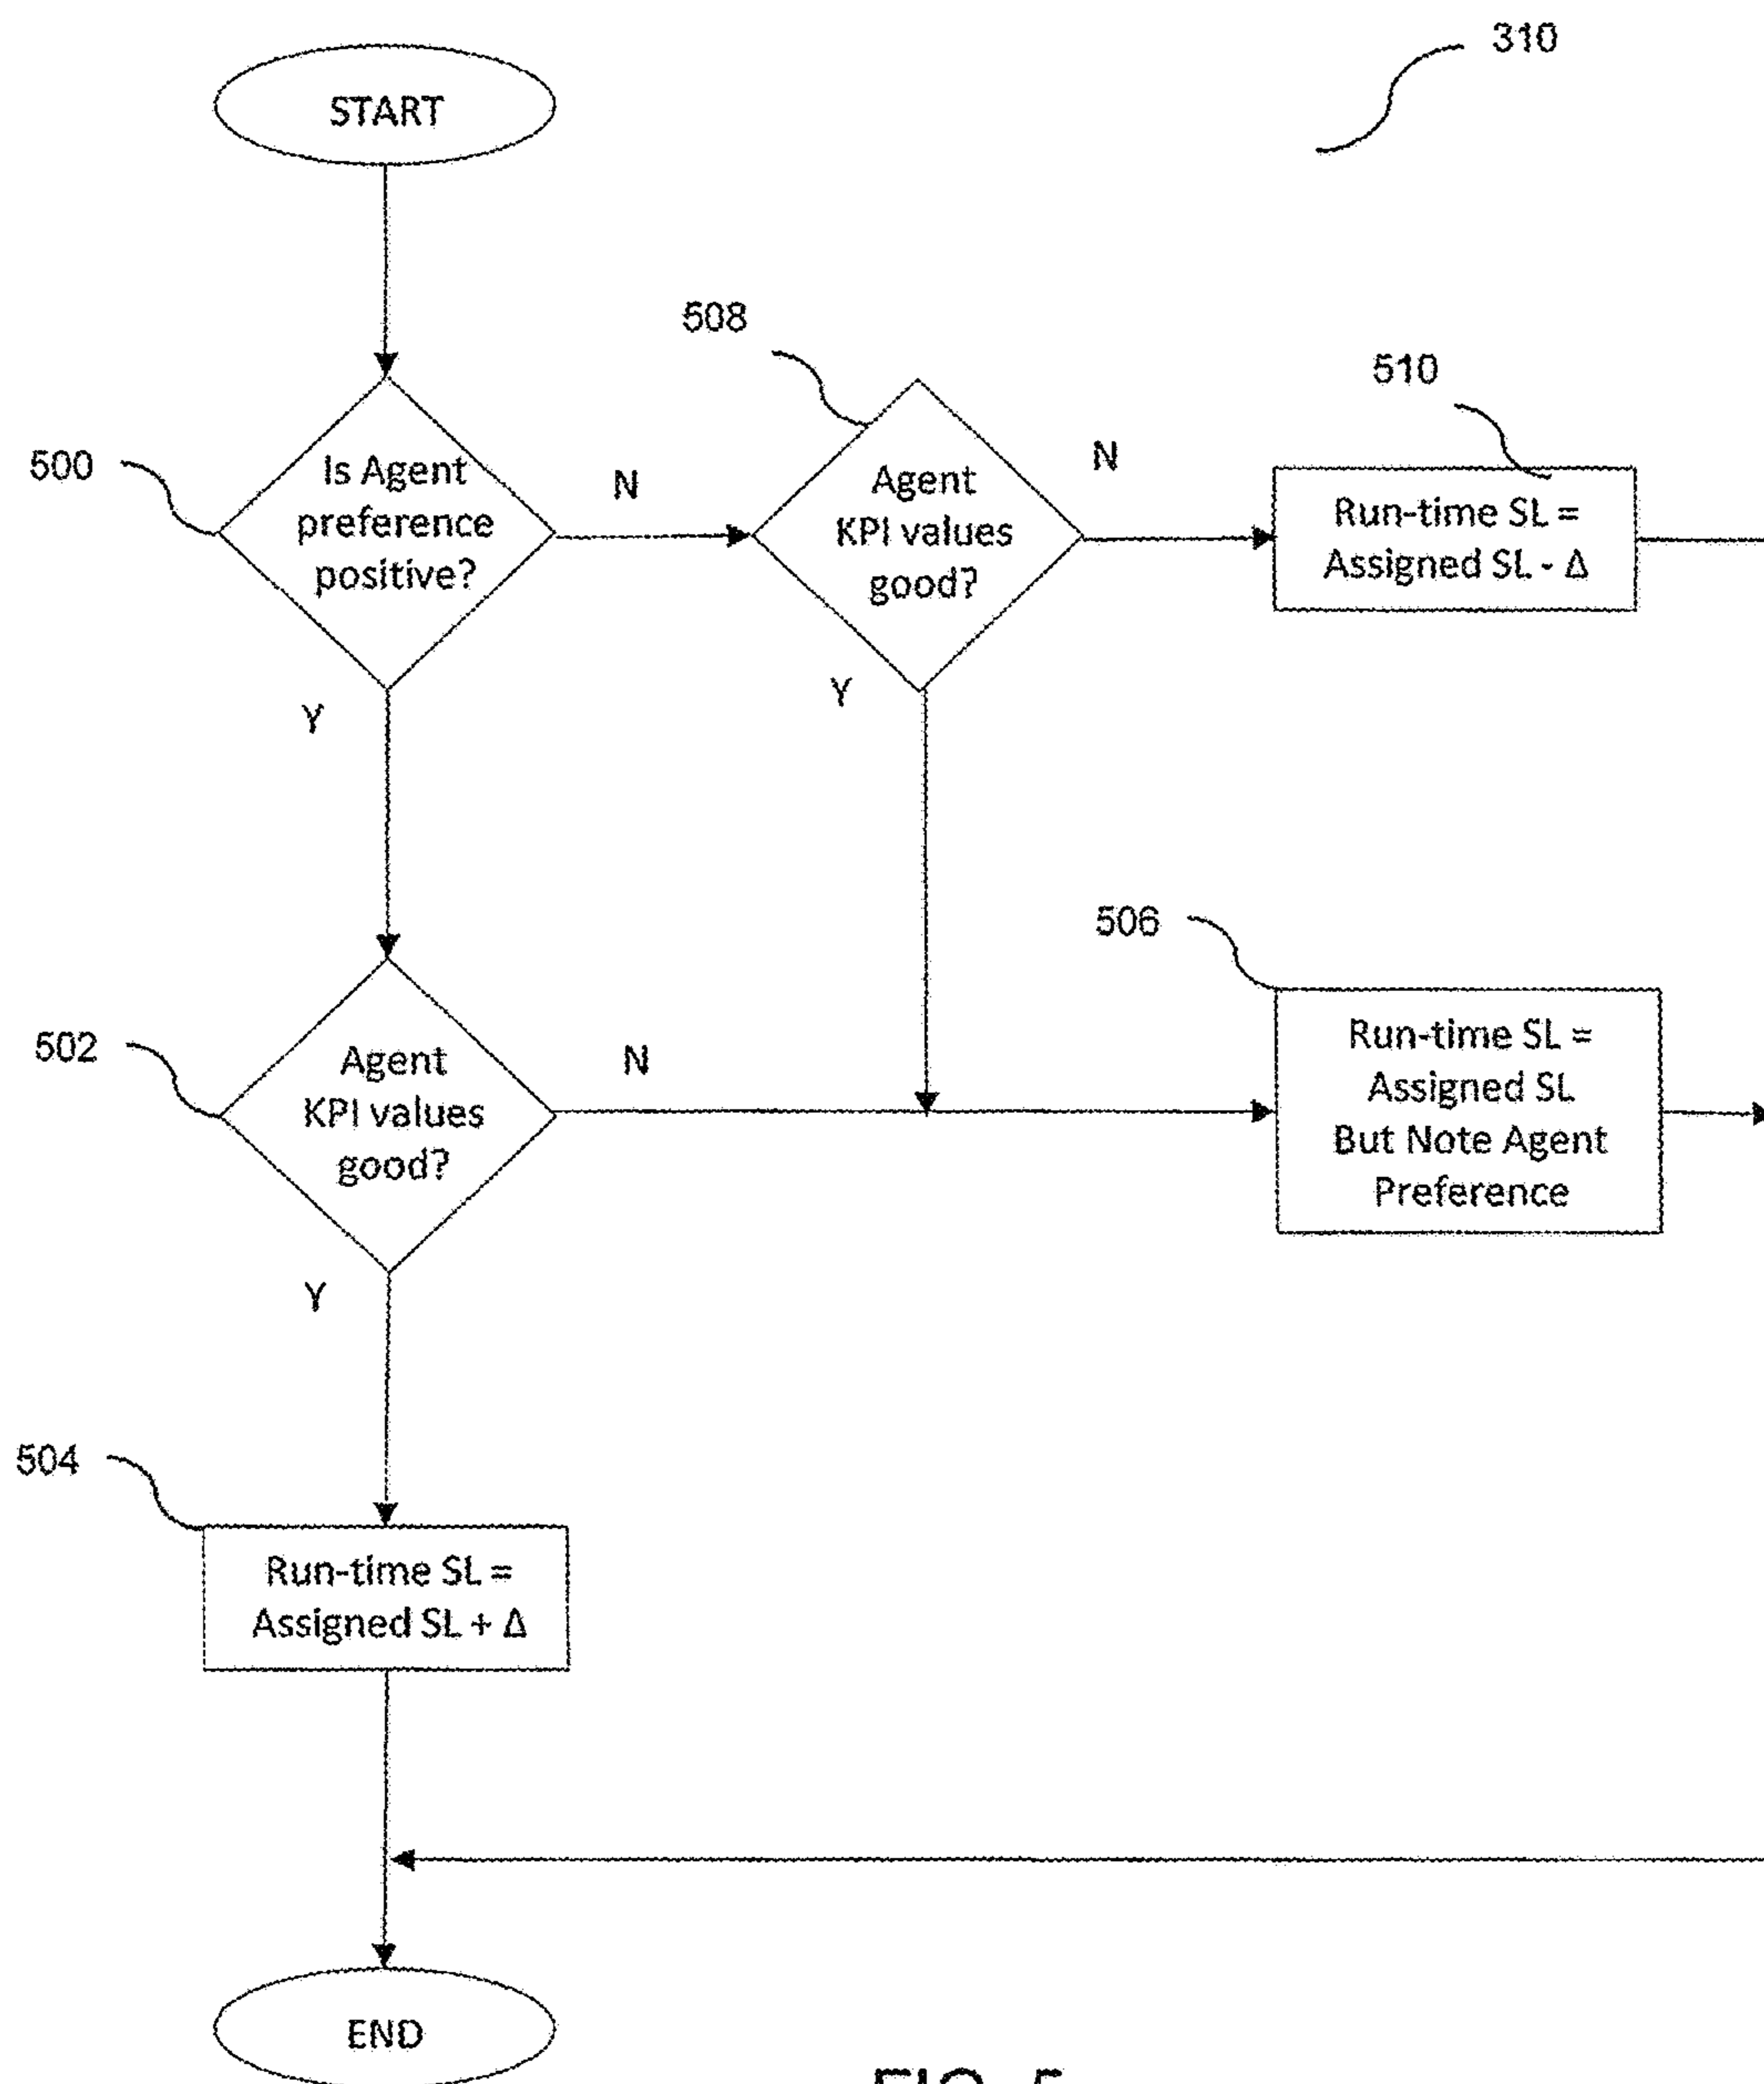 310
START
508
510
500
Is Agent
preference
positive?
N
Agent
KPI values
good?
N
Run-time SL =
Assigned SL - Δ
Y
Y
506
502
Agent
KPI values
good?
N
Run-time SL =
Assigned SL
But Note Agent
Preference
Y
504
Run-time SL =
Assigned SL + Δ
END
FIG. 5